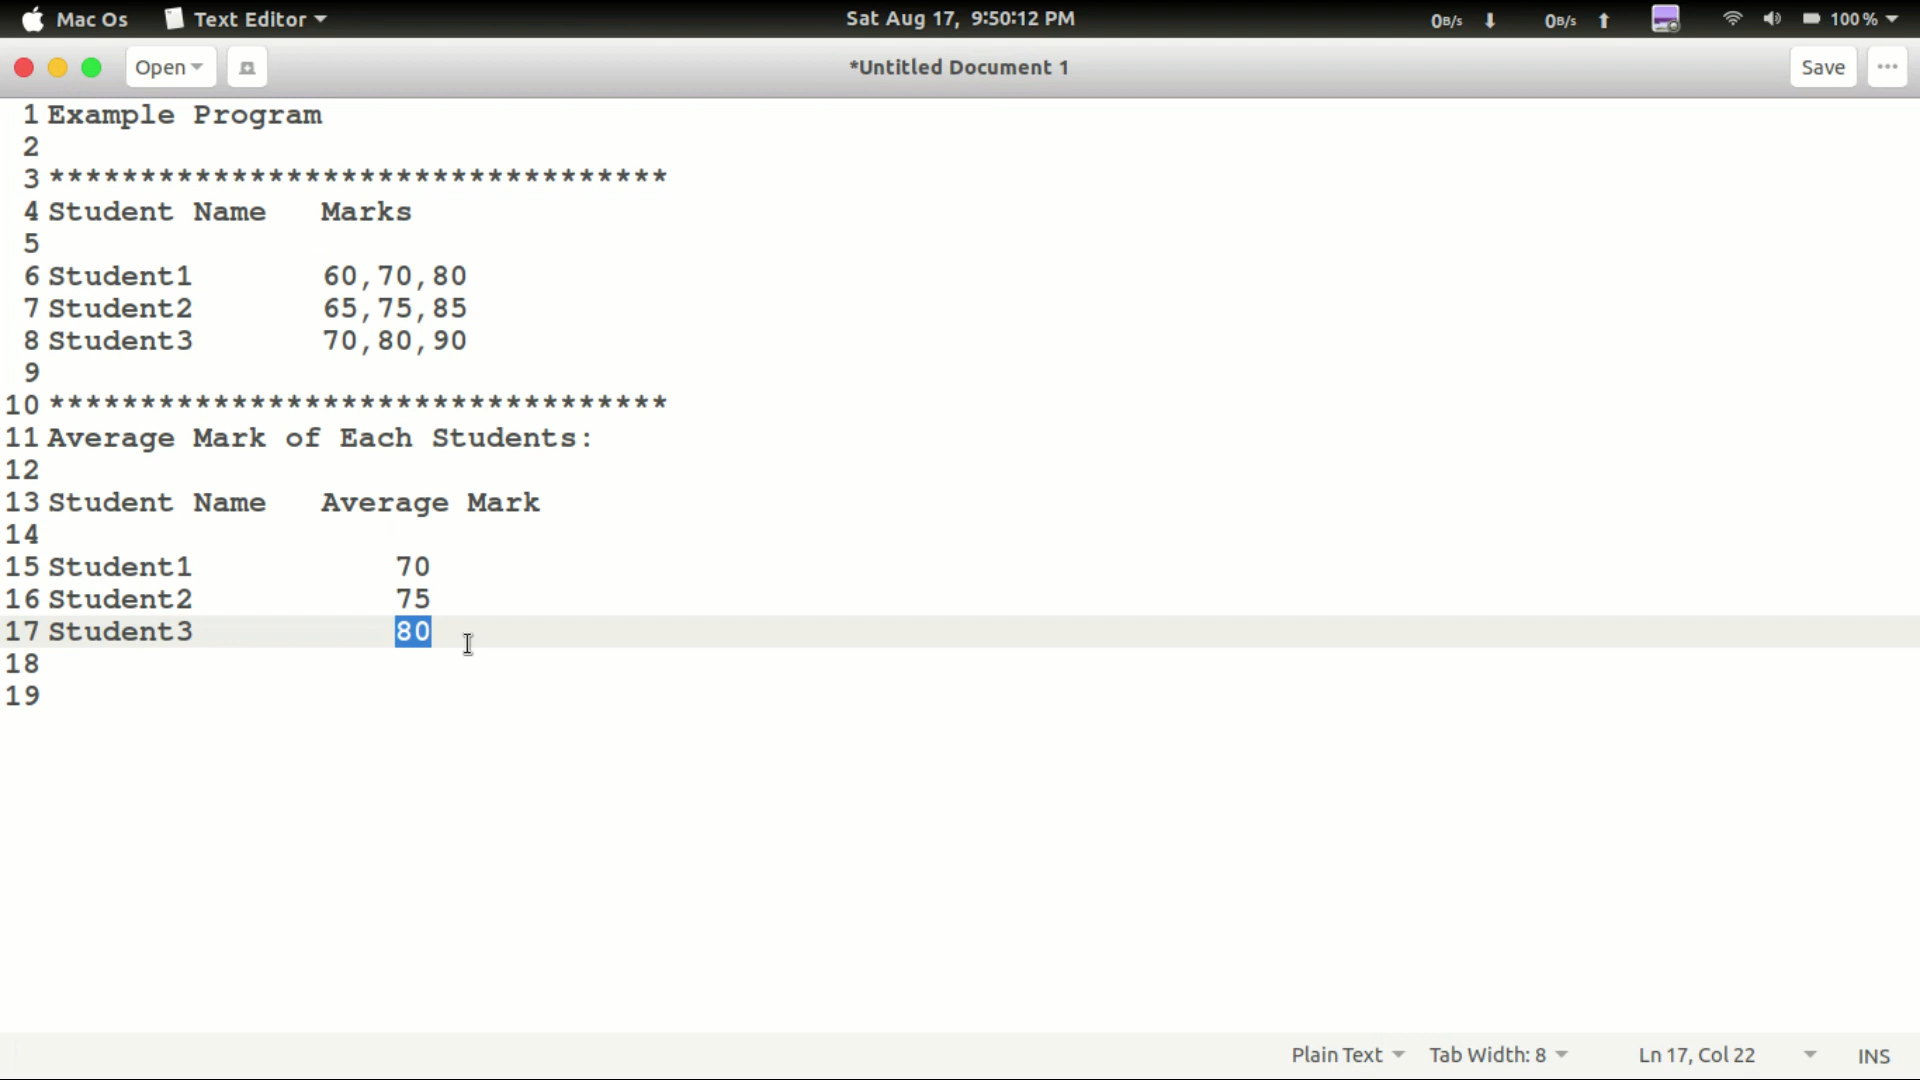 Mac Os Text Editor Sat Aug 17, 9:50:12 PM 0B/s 0B/s 100 %
Open *Untitled Document 1 Save
1 Example Program
2
3 **********************************
4 Student Name Marks
5
6 Student1 60,70,80
7 Student2 65,75,85
8 Student3 70,80,90
9
10 **********************************
11 Average Mark of Each Students:
12
13 Student Name Average Mark
14
15 Student1 70
16 Student2 75
17 Student3 80
18
19
Plain Text Tab Width: 8 Ln 17, Col 22 INS